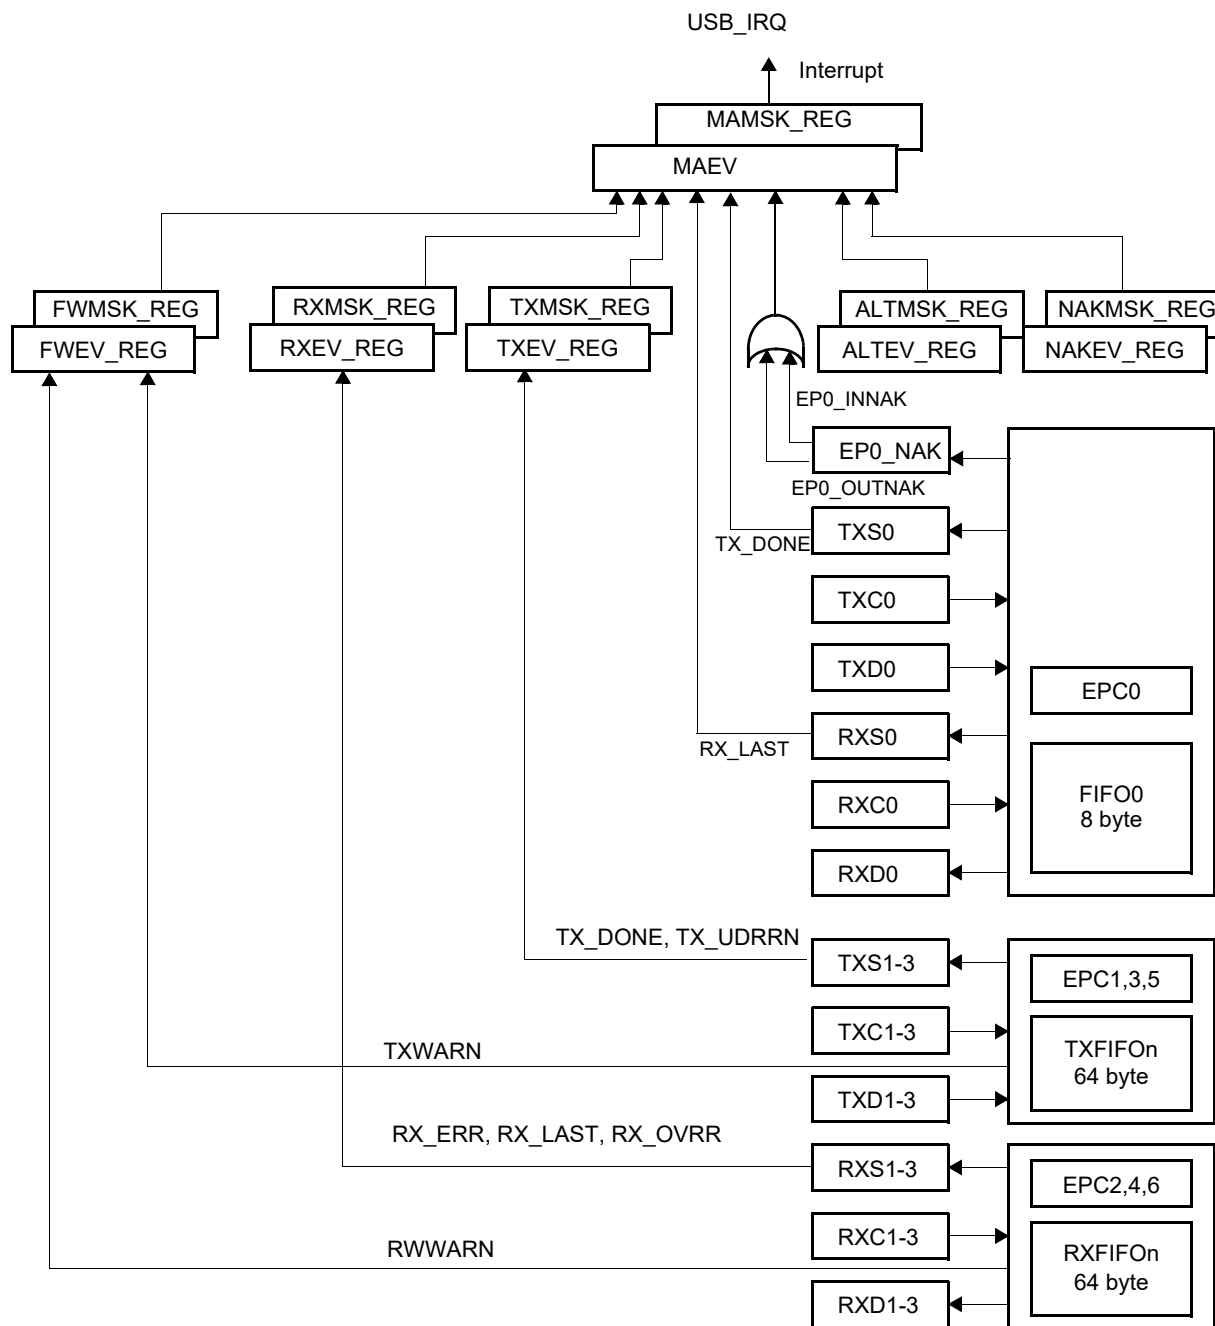 USB_IRQ
Interrupt
MAMSK_REG
MAEV
FWMSK_REG
RXMSK_REG
TXMSK_REG
ALTMSK_REG
NAKMSK_REG
FWEV_REG
RXEV_REG
TXEV_REG
ALTEV_REG
NAKEV_REG
EP0_INNAK
EP0_NAK
EP0_OUTNAK
TXS0
TX_DONE
TXC0
TXD0
EPC0
RXS0
RX_LAST
FIFO0
8 byte
RXC0
RXD0
TX_DONE, TX_UDRRN
TXS1-3
EPC1,3,5
TXC1-3
TXFIFOn
64 byte
TXWARN
TXD1-3
RX_ERR, RX_LAST, RX_OVRR
RXS1-3
EPC2,4,6
RXC1-3
RWWARN
RXFIFOn
64 byte
RXD1-3